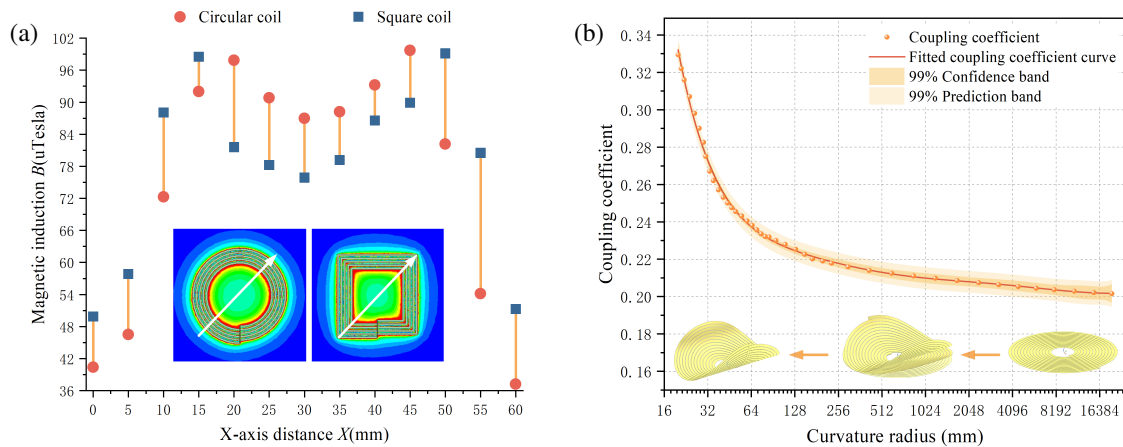 Circular coil
Square coil
(a)
102
96
90
84
78
72
66
60
54
48
42
36
Magnetic induction B(uTesla)
0 5 10 15 20 25 30 35 40 45 50 55 60
X-axis distance X(mm)
(b)
Coupling coefficient
Fitted coupling coefficient curve
99% Confidence band
99% Prediction band
0.34
0.32
0.30
0.28
0.26
0.24
0.22
0.20
0.18
0.16
Coupling coefficient
16 32 64 128 256 512 1024 2048 4096 8192 16384
Curvature radius (mm)